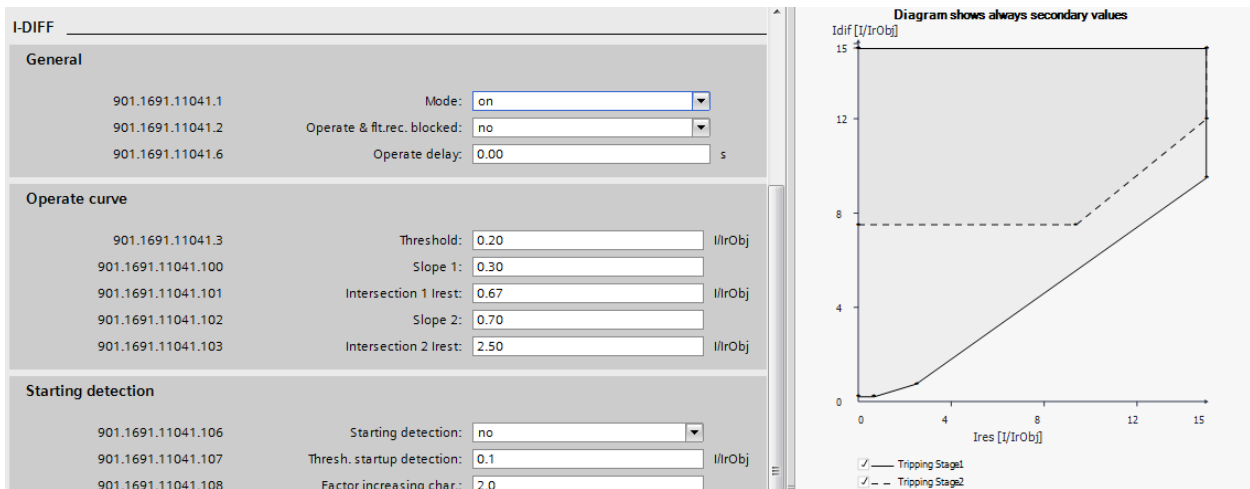 I-DIFF
General
901.1691.11041.1 Mode: on
901.1691.11041.2 Operate & flt.rec. blocked: no
901.1691.11041.6 Operate delay: 0.00 s
Operate curve
901.1691.11041.3 Threshold: 0.20 I/IrObj
901.1691.11041.100 Slope 1: 0.30
901.1691.11041.101 Intersection 1 Irest: 0.67 I/IrObj
901.1691.11041.102 Slope 2: 0.70
901.1691.11041.103 Intersection 2 Irest: 2.50 I/IrObj
Starting detection
901.1691.11041.106 Starting detection: no
901.1691.11041.107 Thresh. startup detection: 0.1 I/IrObj
901.1691.11041.108 Factor increasing char.: 2.0
Diagram shows always secondary values
Idif [I/IrObj]
15
12
8
4
0
0 4 8 12 15
Ires [I/IrObj]
Tripping Stage1
Tripping Stage2